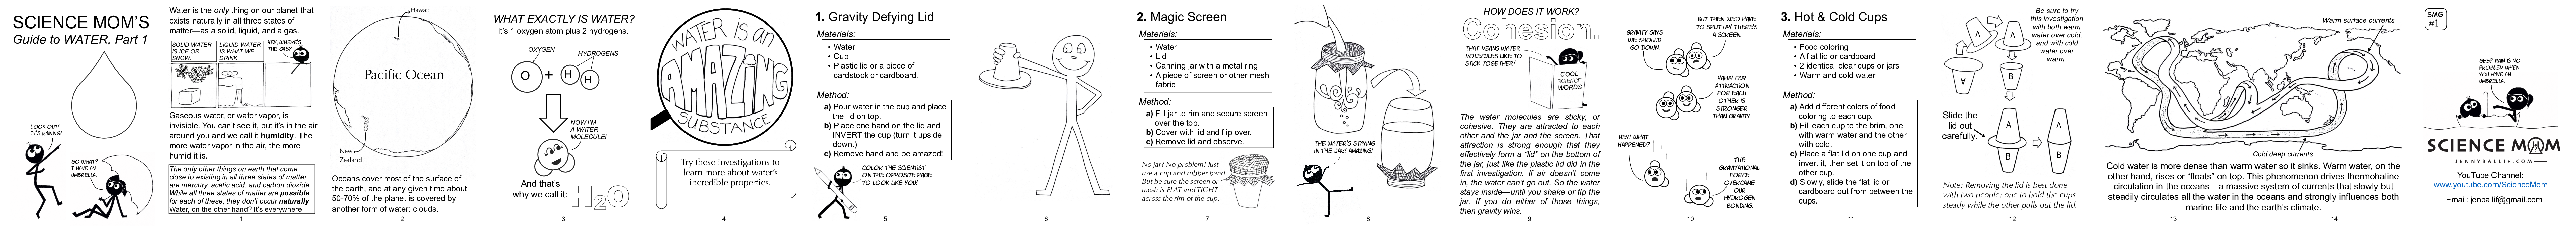 SCIENCE MOM'S
Guide to WATER, Part 1
LOOK OUT!
IT'S RAINING!
SO WHAT?
I HAVE AN
UMBRELLA.
Water is the only thing on our planet that
exists naturally in all three states of
matter—as a solid, liquid, and a gas.
SOLID WATER
IS ICE OR
SNOW.
LIQUID WATER
IS WHAT WE
DRINK.
HEY, WHERE'S
THE GAS?
Gaseous water, or water vapor, is
invisible. You can't see it, but it's in the air
around you and we call it humidity. The
more water vapor in the air, the more
humid it is.
The only other things on earth that come
close to existing in all three states of matter
are mercury, acetic acid, and carbon dioxide.
While all three states of matter are possible
for each of these, they don't occur naturally.
Water, on the other hand? It's everywhere.
1
Hawaii
Pacific Ocean
New
Zealand
Oceans cover most of the surface of
the earth, and at any given time about
50-70% of the planet is covered by
another form of water: clouds.
2
WHAT EXACTLY IS WATER?
It's 1 oxygen atom plus 2 hydrogens.
OXYGEN
HYDROGENS
O + H H
NOW I'M
A WATER
MOLECULE!
And that's
why we call it: H2O
3
WATER is an
AMAZING
SUBSTANCE
Try these investigations to
learn more about water's
incredible properties.
4
1. Gravity Defying Lid
Materials:
• Water
• Cup
• Plastic lid or a piece of
cardstock or cardboard.
Method:
a) Pour water in the cup and place
the lid on top.
b) Place one hand on the lid and
INVERT the cup (turn it upside
down.)
c) Remove hand and be amazed!
COLOR THE SCIENTIST
ON THE OPPOSITE PAGE
TO LOOK LIKE YOU!
5
6
2. Magic Screen
Materials:
• Water
• Lid
• Canning jar with a metal ring
• A piece of screen or other mesh
fabric
Method:
a) Fill jar to rim and secure screen
over the top.
b) Cover with lid and flip over.
c) Remove lid and observe.
No jar? No problem! Just
use a cup and rubber band.
But be sure the screen or
mesh is FLAT and TIGHT
across the rim of the cup.
7
THE WATER'S STAYING
IN THE JAR! AMAZING!
8
HOW DOES IT WORK?
Cohesion.
THAT MEANS WATER
MOLECULES LIKE TO
STICK TOGETHER!
COOL
SCIENCE
WORDS
The water molecules are sticky, or
cohesive. They are attracted to each
other and the jar and the screen. That
attraction is strong enough that they
effectively form a "lid" on the bottom of
the jar, just like the plastic lid did in the
first investigation. If air doesn't come
in, the water can't go out. So the water
stays inside—until you shake or tip the
jar. If you do either of those things,
then gravity wins.
9
GRAVITY SAYS
WE SHOULD
GO DOWN.
BUT THEN WE'D HAVE
TO SPLIT UP! THERE'S
A SCREEN.
HAHA! OUR
ATTRACTION
FOR EACH
OTHER IS
STRONGER
THAN GRAVITY.
HEY! WHAT
HAPPENED?
THE
GRAVITATIONAL
FORCE
OVERCAME
OUR
HYDROGEN
BONDING.
10
3. Hot & Cold Cups
Materials:
• Food coloring
• A flat lid or cardboard
• 2 identical clear cups or jars
• Warm and cold water
Method:
a) Add different colors of food
coloring to each cup.
b) Fill each cup to the brim, one
with warm water and the other
with cold.
c) Place a flat lid on one cup and
invert it, then set it on top of the
other cup.
d) Slowly, slide the flat lid or
cardboard out from between the
cups.
11
Be sure to try
this investigation
with both warm
water over cold,
and with cold
water over
warm.
A
A
A
B
Slide the
lid out
carefully.
A
B
A
B
Note: Removing the lid is best done
with two people: one to hold the cups
steady while the other pulls out the lid.
12
Warm surface currents
Cold deep currents
Cold water is more dense than warm water so it sinks. Warm water, on the
other hand, rises or "floats" on top. This phenomenon drives thermohaline
circulation in the oceans—a massive system of currents that slowly but
steadily circulates all the water in the oceans and strongly influences both
marine life and the earth's climate.
13
14
SMG
#1
SEE? RAIN IS NO
PROBLEM WHEN
YOU HAVE AN
UMBRELLA.
SCIENCE MOM
JENNYBALLIF.COM
YouTube Channel:
www.youtube.com/ScienceMom
Email: jenballif@gmail.com